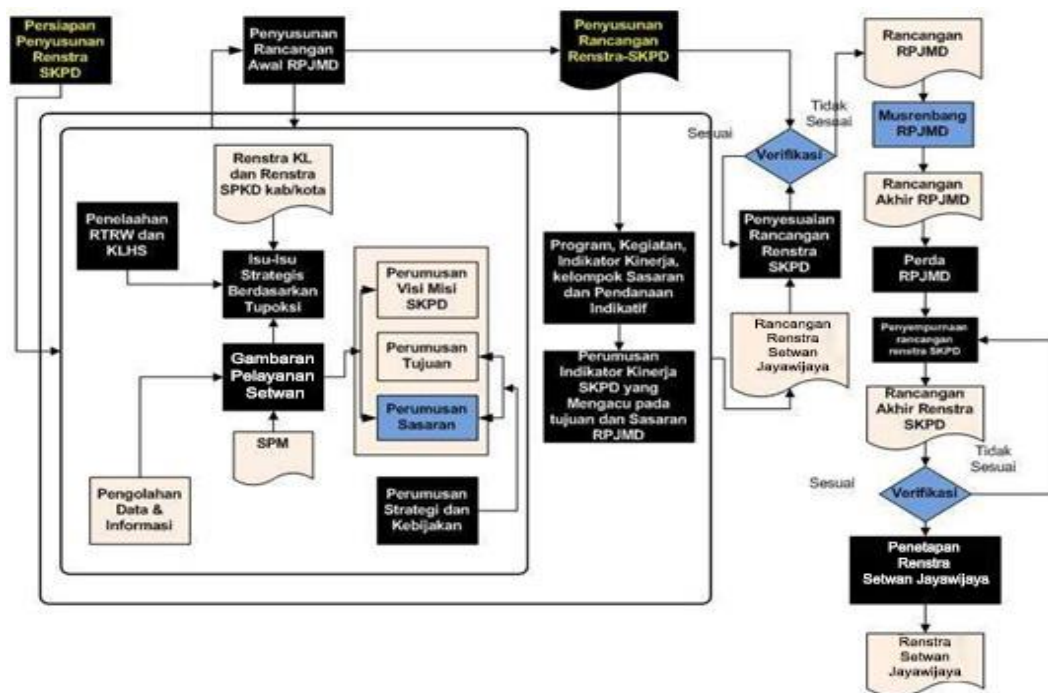 Persiapan
Penyusunan
Renstra
SKPD
Penyusunan
Rancangan
Awal RPJMD
Penyusunan
Rancangan
Renstra-SKPD
Rancangan
RPJMD
Musrenbang
RPJMD
Rancangan
Akhir RPJMD
Perda
RPJMD
Penyempurnaan
rancangan
renstra SKPD
Rancangan
Akhir Renstra
SKPD
Tidak
Sesuai
Sesuai
Verifikasi
Penetapan
Renstra
Setwan Jayawijaya
Renstra
Setwan
Jayawijaya
Tidak
Sesuai
Sesuai
Verifikasi
Penyesuaian
Rancangan
Renstra
SKPD
Rancangan
Renstra
Setwan
Jayawijaya
Renstra KL
dan Renstra
SPKD kab/kota
Penelaahan
RTRW dan
KLHS
Isu-Isu
Strategis
Berdasarkan
Tupoksi
Gambaran
Pelayanan
Setwan
SPM
Pengolahan
Data &
Informasi
Perumusan
Visi Misi
SKPD
Perumusan
Tujuan
Perumusan
Sasaran
Perumusan
Strategi dan
Kebijakan
Program, Kegiatan,
Indikator Kinerja,
kelompok Sasaran
dan Pendanaan
Indikatif
Perumusan
Indikator Kinerja
SKPD yang
Mengacu pada
tujuan dan Sasaran
RPJMD